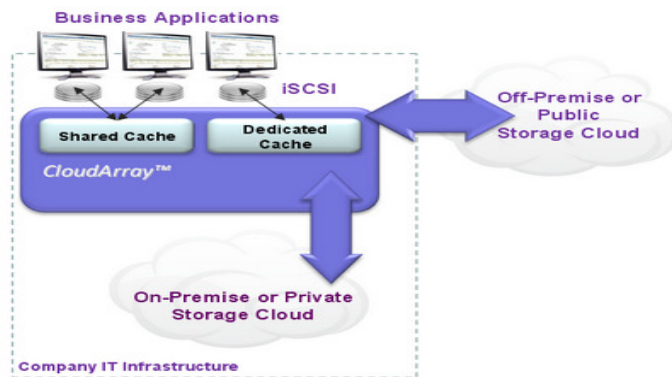 Business Applications
iSCSI
Shared Cache
Dedicated
Cache
CloudArray™
Off-Premise or
Public
Storage Cloud
On-Premise or Private
Storage Cloud
Company IT Infrastructure